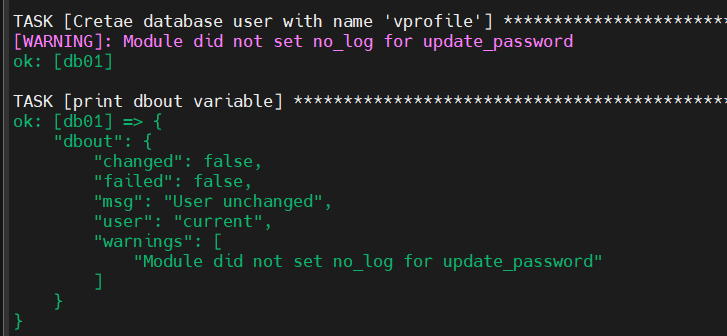 TASK [Cretae database user with name 'vprofile'] *************************
[WARNING]: Module did not set no_log for update_password
ok: [db01]
TASK [print dbout variable] ********************************************
ok: [db01] => {
    "dbout": {
        "changed": false,
        "failed": false,
        "msg": "User unchanged",
        "user": "current",
        "warnings": [
            "Module did not set no_log for update_password"
        ]
    }
}